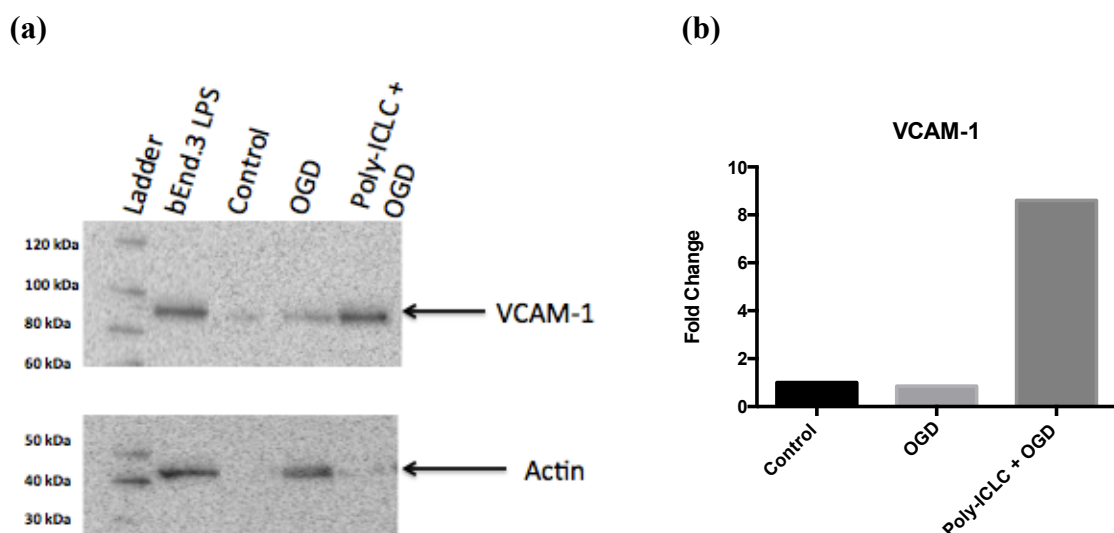 (a)
Ladder
bEnd.3 LPS
Control
OGD
Poly-ICLC +
OGD
120 kDa
100 kDa
80 kDa
60 kDa
VCAM-1
50 kDa
40 kDa
30 kDa
Actin
(b)
VCAM-1
Fold Change
10
8
6
4
2
0
Control
OGD
Poly-ICLC + OGD